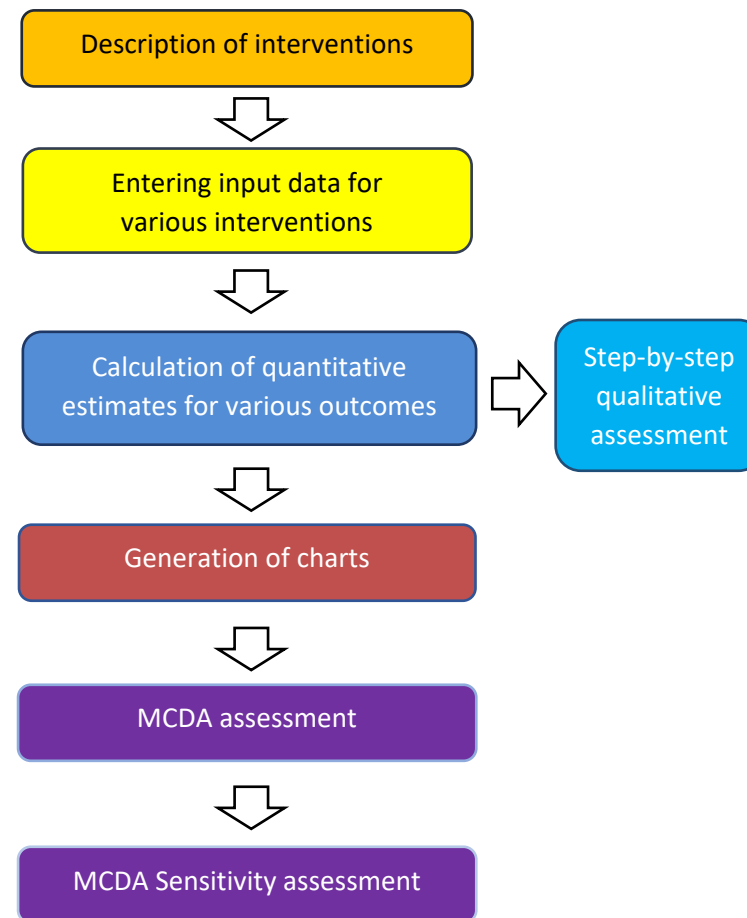 Description of interventions
Entering input data for
various interventions
Calculation of quantitative
estimates for various outcomes
Step-by-step
qualitative
assessment
Generation of charts
MCDA assessment
MCDA Sensitivity assessment